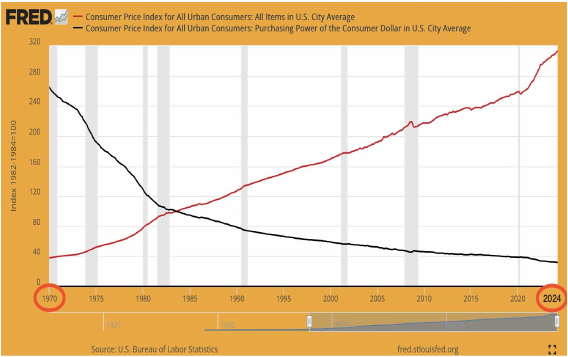 FRED
Consumer Price Index for All Urban Consumers: All Items in U.S. City Average
Consumer Price Index for All Urban Consumers: Purchasing Power of the Consumer Dollar in U.S. City Average
Index 1982-1984=100
320
280
240
200
160
120
80
40
0
1970 1975 1980 1985 1990 1995 2000 2005 2010 2015 2020 2024
1925 1950
Source: U.S. Bureau of Labor Statistics fred.stlouisfed.org